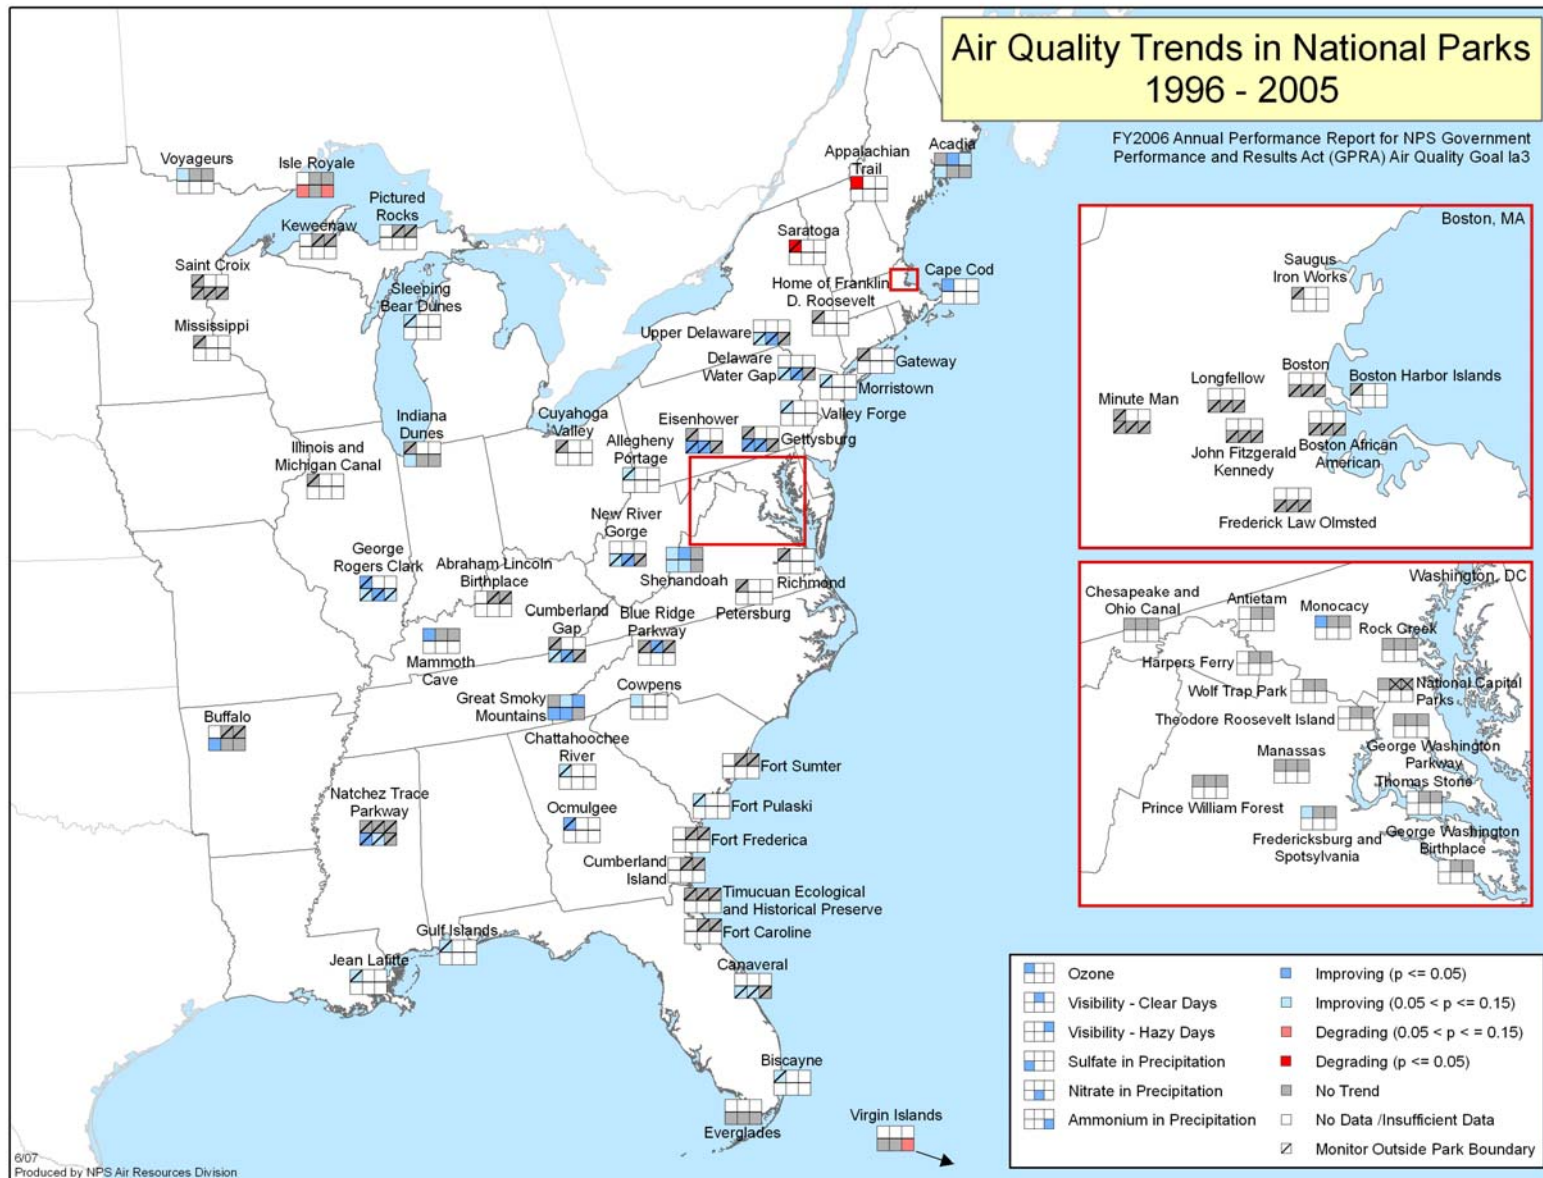 Air Quality Trends in National Parks
1996 - 2005
FY2006 Annual Performance Report for NPS Government
Performance and Results Act (GPRA) Air Quality Goal Ia3
Voyageurs
Isle Royale
Pictured
Rocks
Keweenaw
Saint Croix
Sleeping
Bear Dunes
Mississippi
Appalachian
Trail
Acadia
Saratoga
Cape Cod
Home of Franklin
D. Roosevelt
Upper Delaware
Delaware
Water Gap
Gateway
Morristown
Valley Forge
Indiana
Dunes
Cuyahoga
Valley
Eisenhower
Gettysburg
Allegheny
Portage
Illinois and
Michigan Canal
New River
Gorge
George
Rogers Clark
Abraham Lincoln
Birthplace
Shenandoah
Richmond
Petersburg
Cumberland
Gap
Blue Ridge
Parkway
Mammoth
Cave
Great Smoky
Mountains
Cowpens
Buffalo
Chattahoochee
River
Fort Sumter
Natchez Trace
Parkway
Ocmulgee
Fort Pulaski
Fort Frederica
Cumberland
Island
Timucuan Ecological
and Historical Preserve
Fort Caroline
Gulf Islands
Jean Lafitte
Canaveral
Biscayne
Everglades
Virgin Islands
6/07
Produced by NPS Air Resources Division
Boston, MA
Saugus
Iron Works
Boston
Boston Harbor Islands
Longfellow
Minute Man
John Fitzgerald
Kennedy
Boston African
American
Frederick Law Olmsted
Washington, DC
Chesapeake and
Ohio Canal
Antietam
Monocacy
Rock Creek
Harpers Ferry
Wolf Trap Park
National Capital
Parks
Theodore Roosevelt Island
George Washington
Parkway
Manassas
Thomas Stone
Prince William Forest
Fredericksburg and
Spotsylvania
George Washington
Birthplace
Ozone
Visibility - Clear Days
Visibility - Hazy Days
Sulfate in Precipitation
Nitrate in Precipitation
Ammonium in Precipitation
Improving (p <= 0.05)
Improving (0.05 < p <= 0.15)
Degrading (0.05 < p < = 0.15)
Degrading (p <= 0.05)
No Trend
No Data /Insufficient Data
Monitor Outside Park Boundary